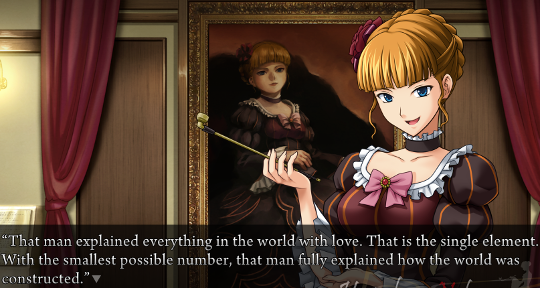 “That man explained everything in the world with love. That is the single element.
With the smallest possible number, that man fully explained how the world was
constructed.”▼